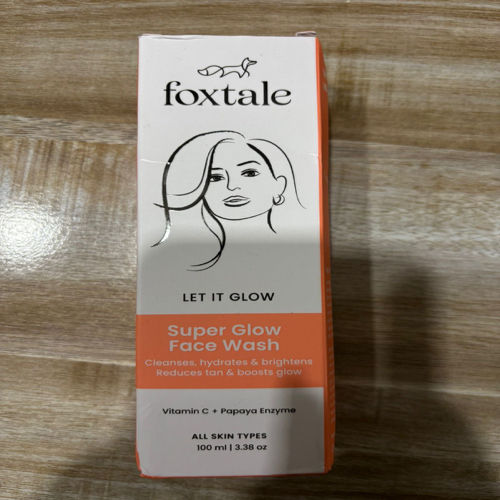 foxtale
LET IT GLOW
Super Glow
Face Wash
Cleanses, hydrates & brightens
Reduces tan & boosts glow
Vitamin C + Papaya Enzyme
ALL SKIN TYPES
100 ml | 3.38 oz